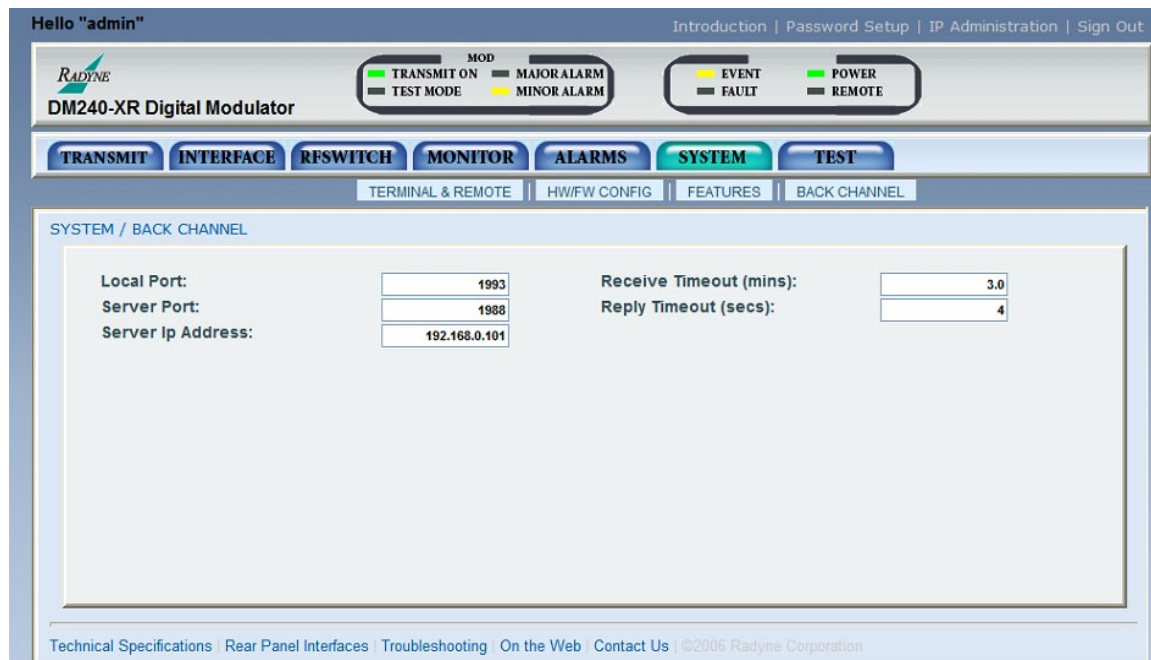 Hello "admin"
Introduction | Password Setup | IP Administration | Sign Out
RADYNE
DM240-XR Digital Modulator
MOD
TRANSMIT ON MAJOR ALARM
TEST MODE MINOR ALARM
EVENT POWER
FAULT REMOTE
TRANSMIT INTERFACE RFSWITCH MONITOR ALARMS SYSTEM TEST
TERMINAL & REMOTE | HW/FW CONFIG | FEATURES | BACK CHANNEL
SYSTEM / BACK CHANNEL
Local Port: 1993 Receive Timeout (mins): 3.0
Server Port: 1988 Reply Timeout (secs): 4
Server Ip Address: 192.168.0.101
Technical Specifications | Rear Panel Interfaces | Troubleshooting | On the Web | Contact Us | ©2006 Radyne Corporation